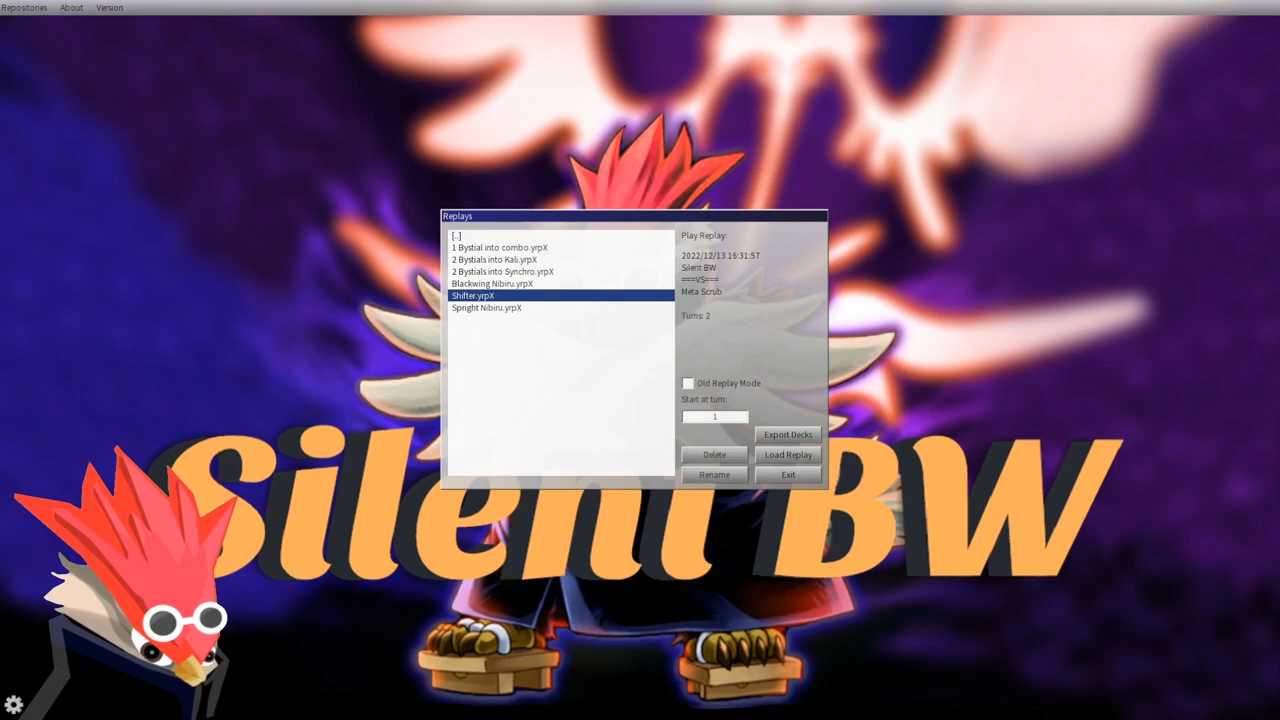 Repositories About Version
Replays
[..]
1 Bystial into combo.yrpX
2 Bystials into Kali.yrpX
2 Bystials into Synchro.yrpX
Blackwing Nibiru.yrpX
Shifter.yrpX
Spright Nibiru.yrpX
Play Replay:
2022/12/13 16:31:57
Silent BW
===VS===
Meta Scrub
Turns: 2
Old Replay Mode
Start at turn:
1
Export Decks
Delete Load Replay
Rename Exit
Silent BW